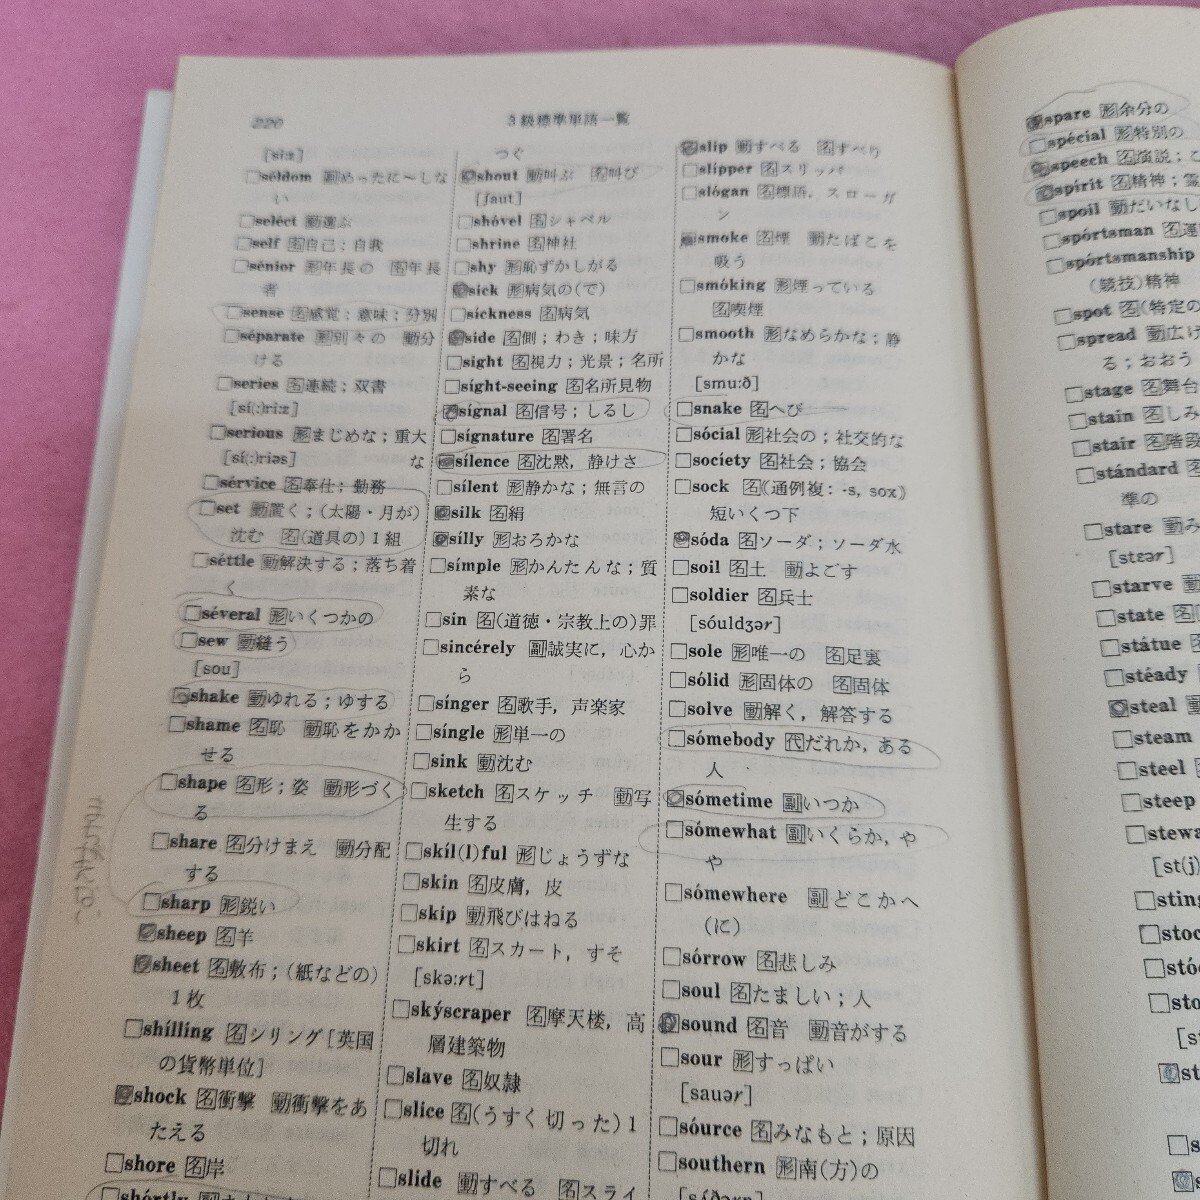 220
3級標準単語一覧
[siːz]
□séldom 副めったに〜しな
い
□seléct 動選ぶ
□self 名自己；自我
□sénior 形年長の 名年長
者
□sense 名感覚；意味；分別
□séparate 形別々の 動分
ける
□series 名連続；双書
[sí(ː)riːz]
□serious 形まじめな；重大
[sí(ː)riəs] な
□sérvice 名奉仕；勤務
□set 動置く；(太陽・月が)
沈む 名(道具の)1組
□séttle 動解決する；落ち着
く
□séveral 形いくつかの
□sew 動縫う
[sou]
□shake 動ゆれる；ゆする
□shame 名恥 動恥をかか
せる
□shape 名形；姿 動形づく
る
□share 名分けまえ 動分配
する
□sharp 形鋭い
□sheep 名羊
□sheet 名敷布；(紙などの)
1枚
□shílling 名シリング[英国
の貨幣単位]
□shock 名衝撃 動衝撃をあ
たえる
□shore 名岸
□shórtly
つぐ
□shout 動叫ぶ 名叫び
[ʃaut]
□shóvel 名シャベル
□shrine 名神社
□shy 形恥ずかしがる
□sick 形病気の(で)
□síckness 名病気
□side 名側；わき；味方
□sight 名視力；光景；名所
□síght-seeing 名名所見物
□sígnal 名信号；しるし
□sígnature 名署名
□sílence 名沈黙，静けさ
□sílent 形静かな；無言の
□silk 名絹
□sílly 形おろかな
□símple 形かんたんな；質
素な
□sin 名(道徳・宗教上の)罪
□sincérely 副誠実に，心か
ら
□sínger 名歌手，声楽家
□síngle 形単一の
□sink 動沈む
□sketch 名スケッチ 動写
生する
□skíl(l)ful 形じょうずな
□skin 名皮膚，皮
□skip 動飛びはねる
□skirt 名スカート，すそ
[skəːrt]
□skýscraper 名摩天楼，高
層建築物
□slave 名奴隷
□slice 名(うすく切った)1
切れ
□slide 動すべる 名スライ
□slip 動すべる 名すべり
□slípper 名スリッパ
□slógan 名標語，スローガ
ン
□smoke 名煙 動たばこを
吸う
□smóking 形煙っている
名喫煙
□smooth 形なめらかな；静
かな
[smuːð]
□snake 名へび
□sócial 形社会の；社交的な
□socíety 名社会；協会
□sock 名《通例複：-s, sox》
短いくつ下
□sóda 名ソーダ；ソーダ水
□soil 名土 動よごす
□soldier 名兵士
[sóuldʒər]
□sole 形唯一の 名足裏
□sólid 形固体の 名固体
□solve 動解く，解答する
□sómebody 代だれか，ある
人
□sómetime 副いつか
□sómewhat 副いくらか，や
や
□sómewhere 副どこかへ
(に)
□sórrow 名悲しみ
□soul 名たましい；人
□sound 名音 動音がする
□sour 形すっぱい
[sauər]
□sóurce 名みなもと；原因
□southern 形南(方)の
□spare 形余分の
□spécial 形特別の
□speech 名演説；
□spírit 名精神；霊
□spoil 動だいなし
□spórtsman 名運
□spórtsmanship
(競技)精神
□spot 名(特定の
□spread 動広げ
る；おおう
□stage 名舞台
□stain 名しみ
□stair 名階段
□stándard 名
準の
□stare 動み
[stɛər]
□starve 動
□state 名
□státue 名
□stéady
□steal 動
□steam
□steel
□steep
□stewa
[st(j)
□sting
□stoc
□stóc
□sto